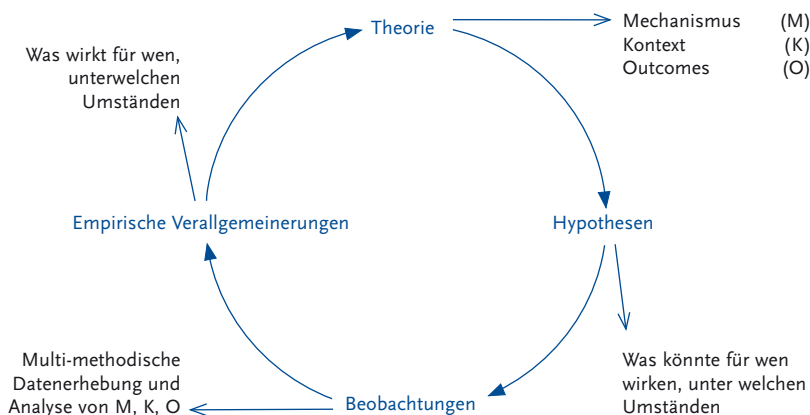 Theorie
Mechanismus (M)
Kontext (K)
Outcomes (O)
Was wirkt für wen,
unterwelchen
Umständen
Empirische Verallgemeinerungen
Hypothesen
Multi-methodische
Datenerhebung und
Analyse von M, K, O
Beobachtungen
Was könnte für wen
wirken, unter welchen
Umständen